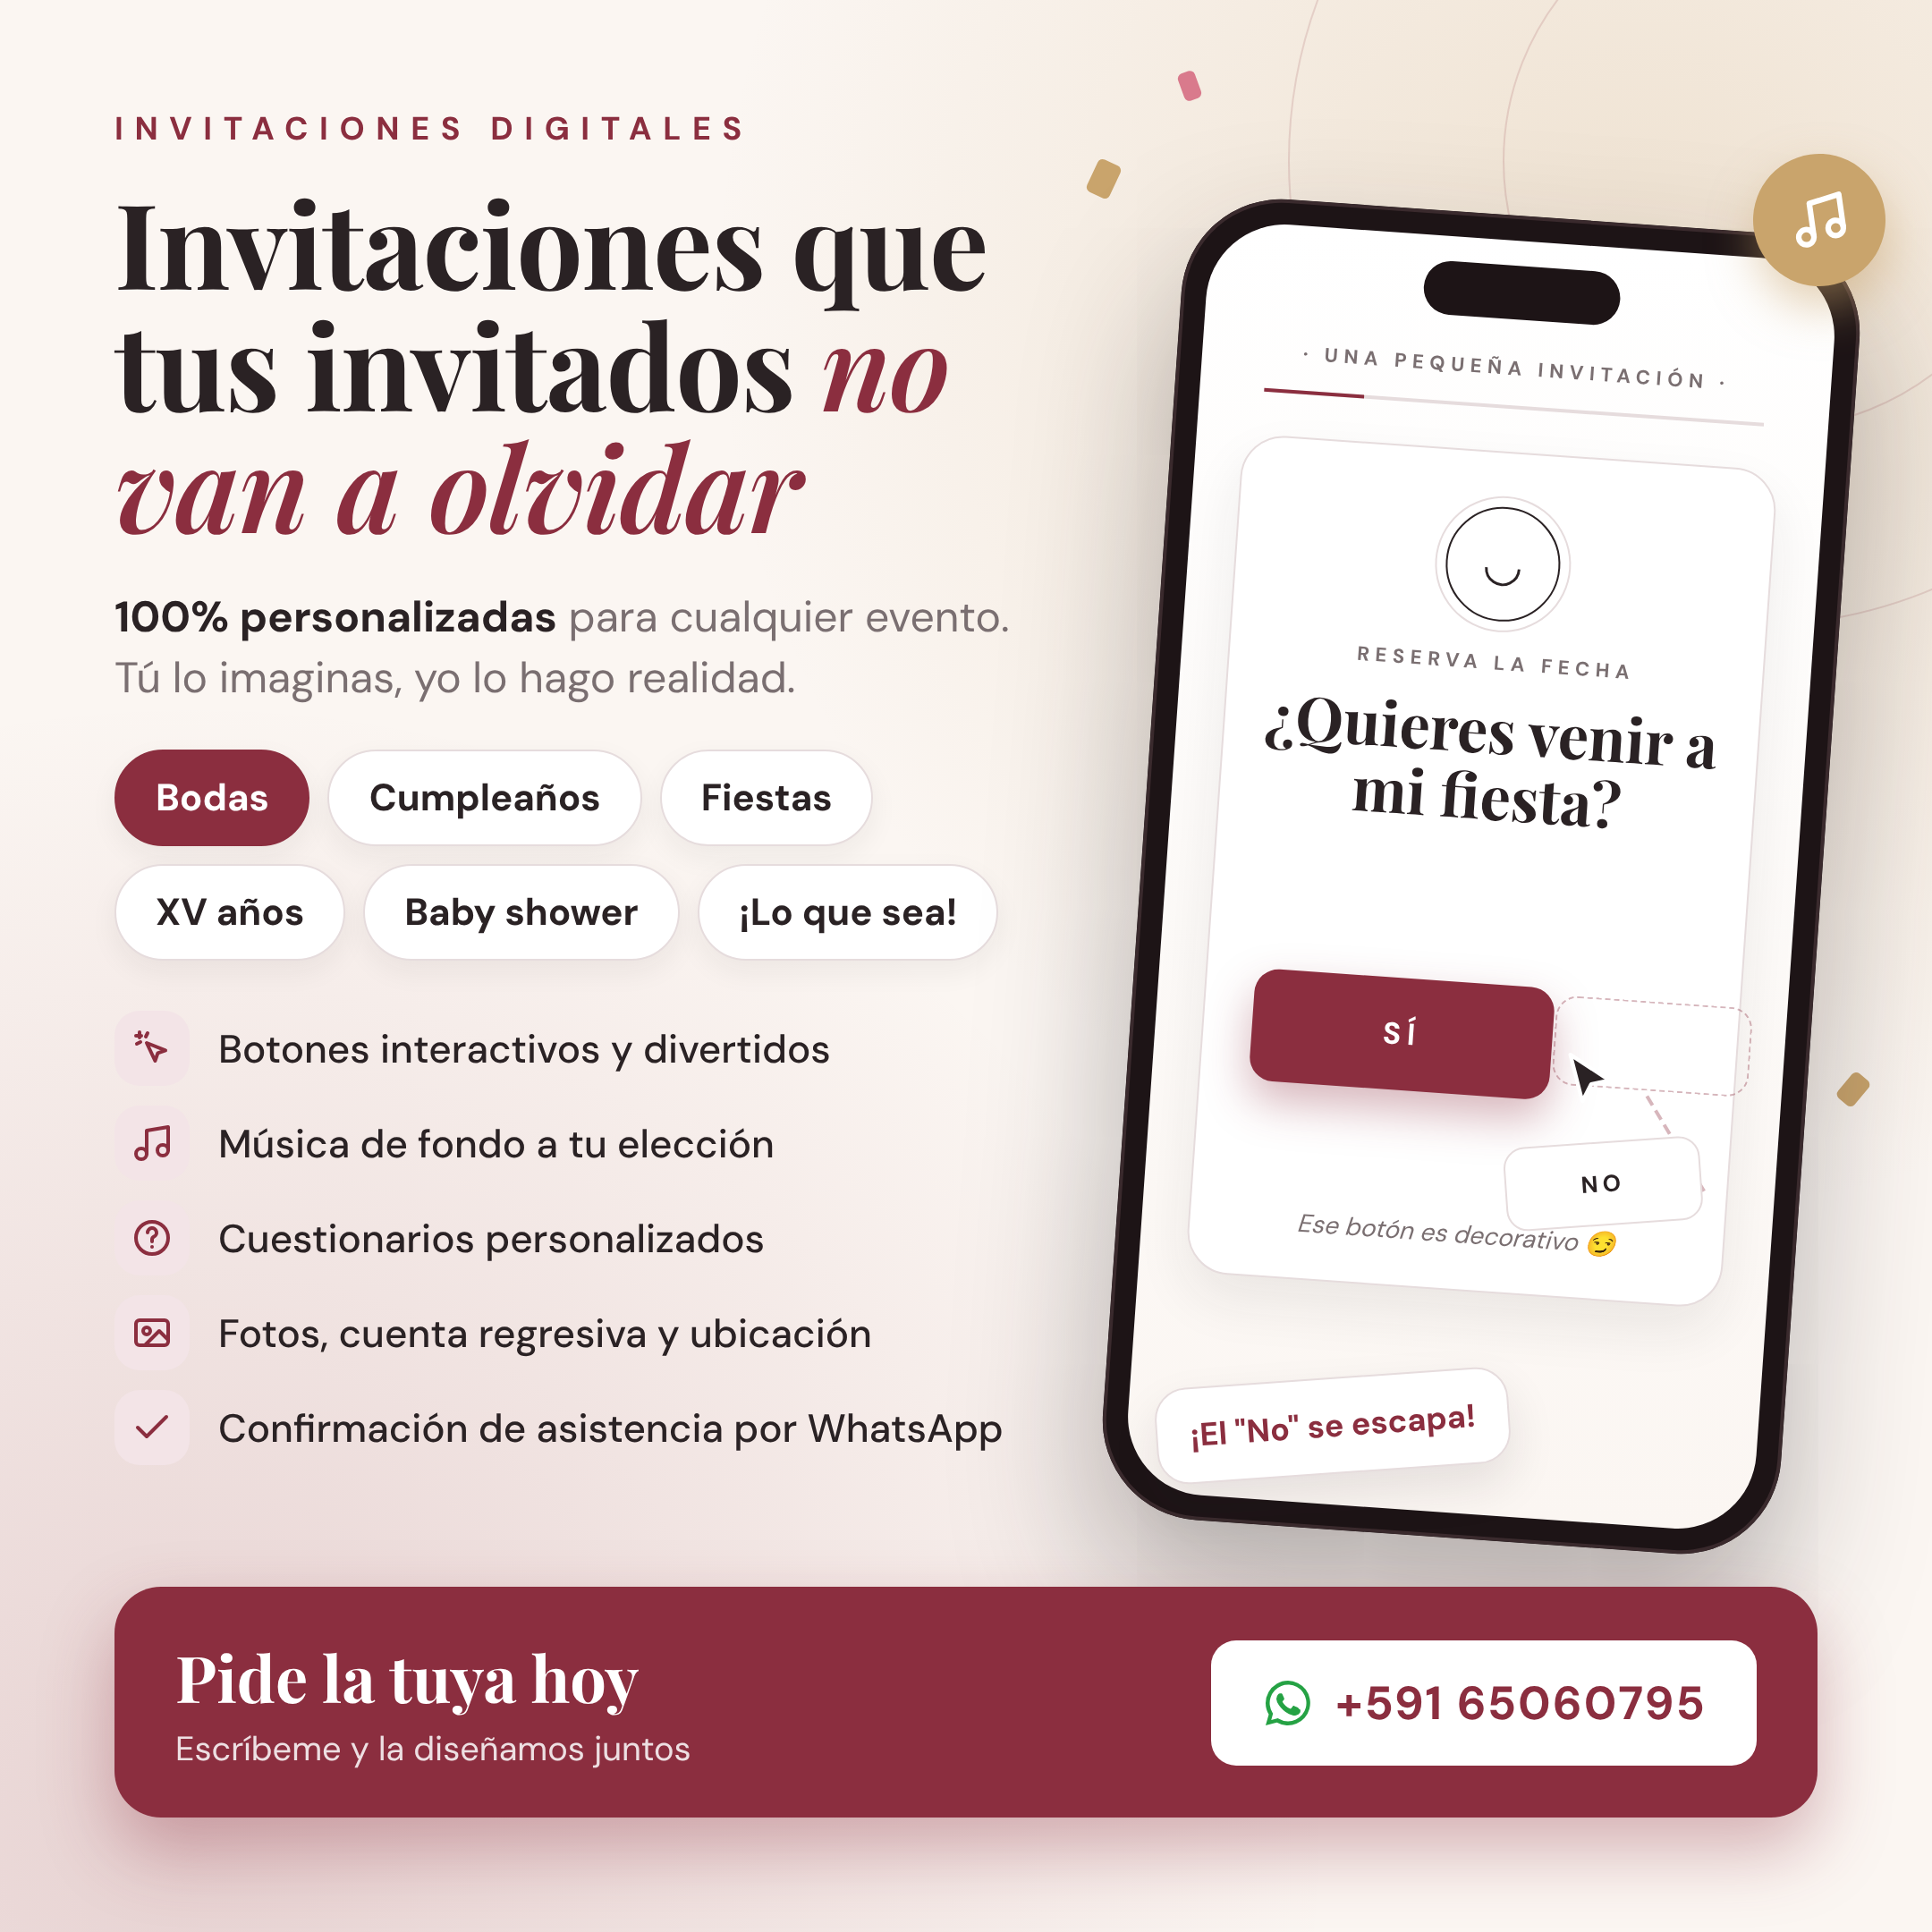 INVITACIONES DIGITALES
Invitaciones que
tus invitados no
van a olvidar
100% personalizadas para cualquier evento.
Tú lo imaginas, yo lo hago realidad.
Bodas
Cumpleaños
Fiestas
XV años
Baby shower
¡Lo que sea!
Botones interactivos y divertidos
Música de fondo a tu elección
Cuestionarios personalizados
Fotos, cuenta regresiva y ubicación
Confirmación de asistencia por WhatsApp
· UNA PEQUEÑA INVITACIÓN ·
RESERVA LA FECHA
¿Quieres venir a
mi fiesta?
SÍ
NO
Ese botón es decorativo 😏
¡El "No" se escapa!
Pide la tuya hoy
Escríbeme y la diseñamos juntos
+591 65060795